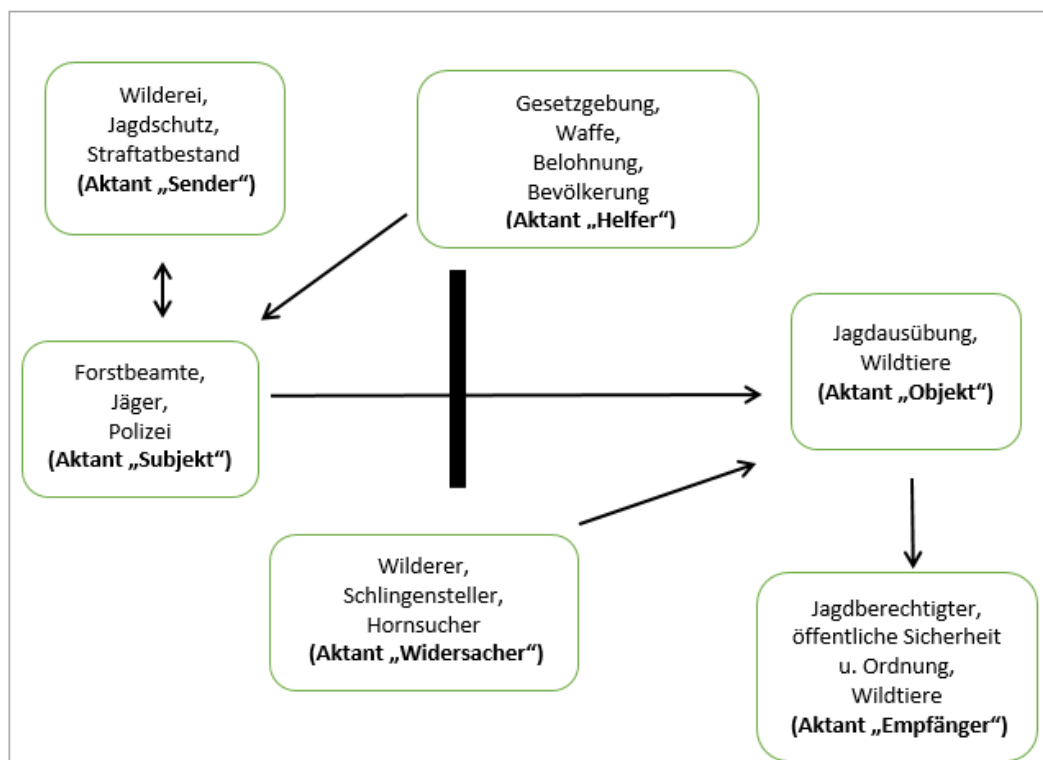 Wilderei,
Jagdschutz,
Straftatbestand
(Aktant „Sender“)
Gesetzgebung,
Waffe,
Belohnung,
Bevölkerung
(Aktant „Helfer“)
Forstbeamte,
Jäger,
Polizei
(Aktant „Subjekt“)
Jagdausübung,
Wildtiere
(Aktant „Objekt“)
Wilderer,
Schlingensteller,
Hornsucher
(Aktant „Widersacher“)
Jagdberechtigter,
öffentliche Sicherheit
u. Ordnung,
Wildtiere
(Aktant „Empfänger“)